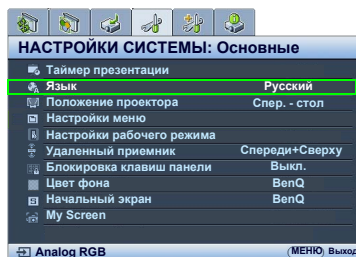 НАСТРОЙКИ СИСТЕМЫ: Основные
Таймер презентации
Язык Русский
Положение проектора Спер. - стол
Настройки меню
Настройки рабочего режима
Удаленный приемник Спереди+Сверху
Блокировка клавиш панели Выкл.
Цвет фона BenQ
Начальный экран BenQ
My Screen
Analog RGB МЕНЮ Выход